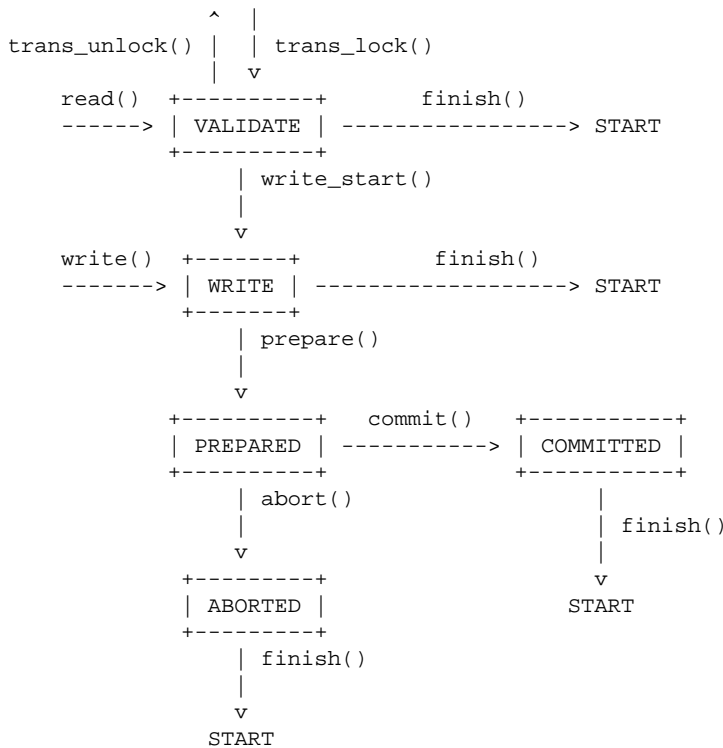 trans_unlock() trans_lock()
read() finish()
VALIDATE START
write_start()
write() finish()
WRITE START
prepare()
commit()
PREPARED COMMITTED
abort()
finish()
ABORTED START
finish()
START